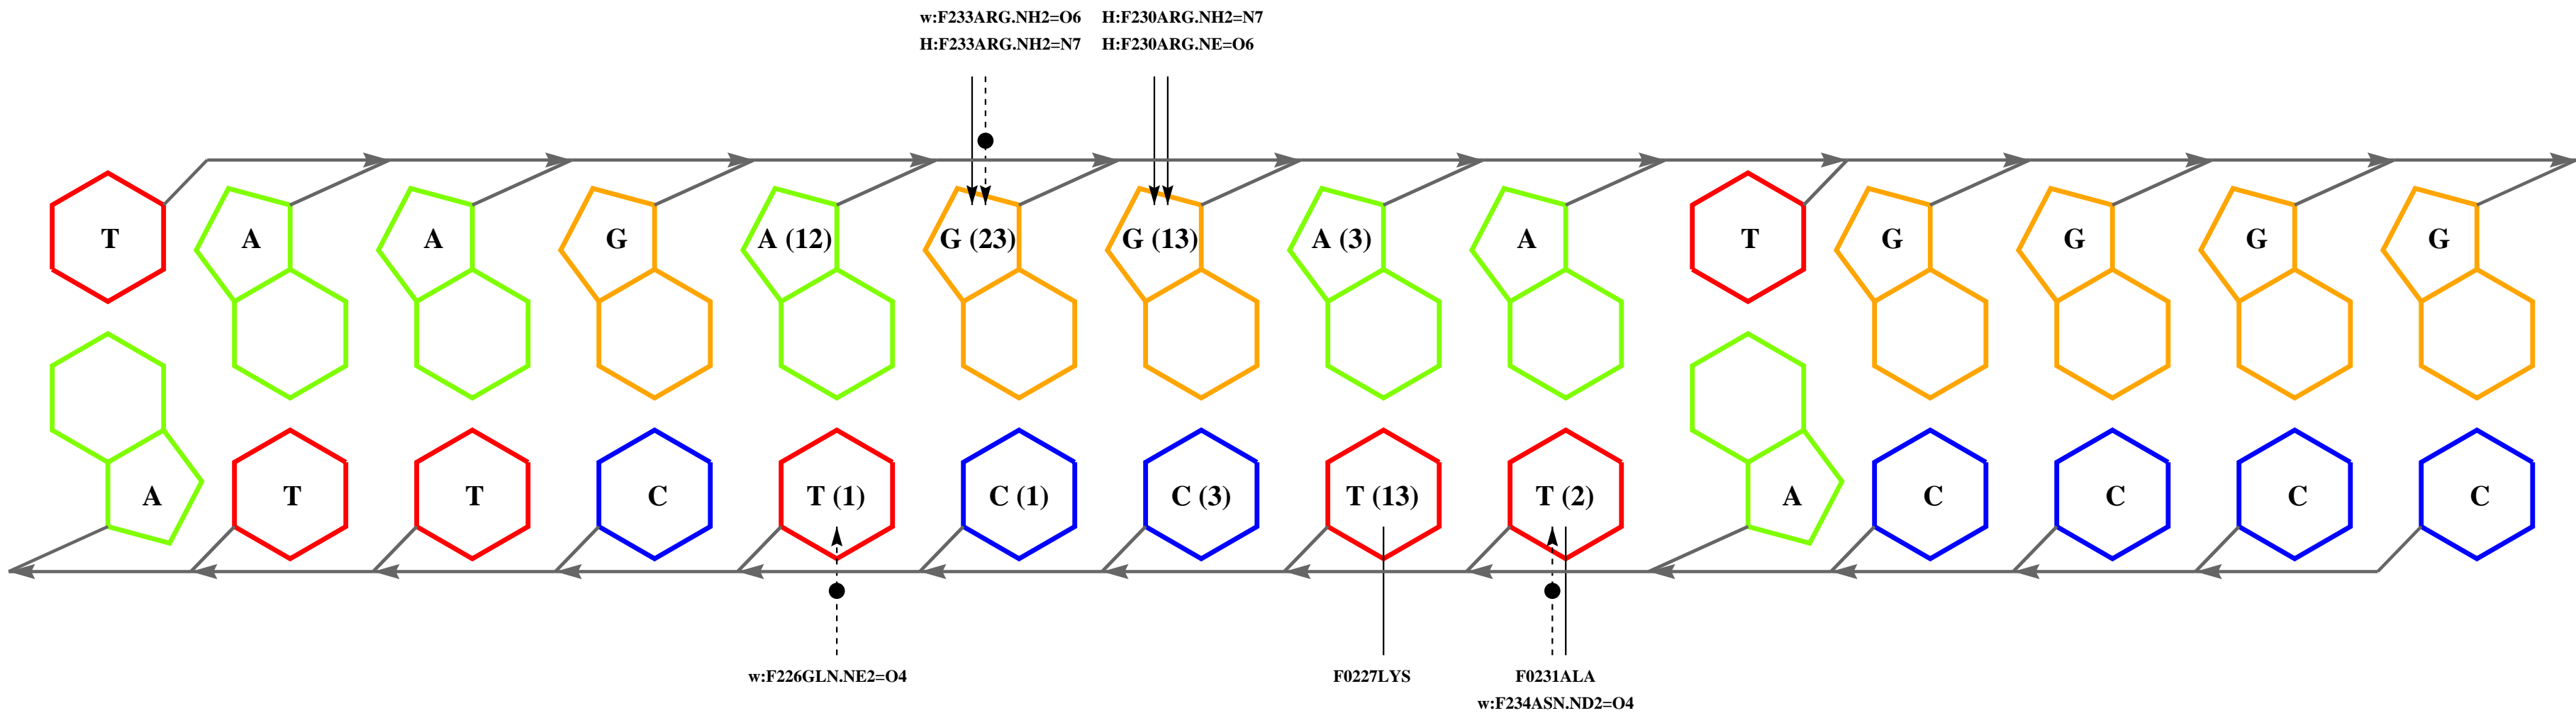 w:F233ARG.NH2=O6 H:F230ARG.NH2=N7
H:F233ARG.NH2=N7 H:F230ARG.NE=O6
T A A G A (12) G (23) G (13) A (3) A T G G G G
A T T C T (1) C (1) C (3) T (13) T (2) A C C C C
w:F226GLN.NE2=O4 F0227LYS F0231ALA
w:F234ASN.ND2=O4